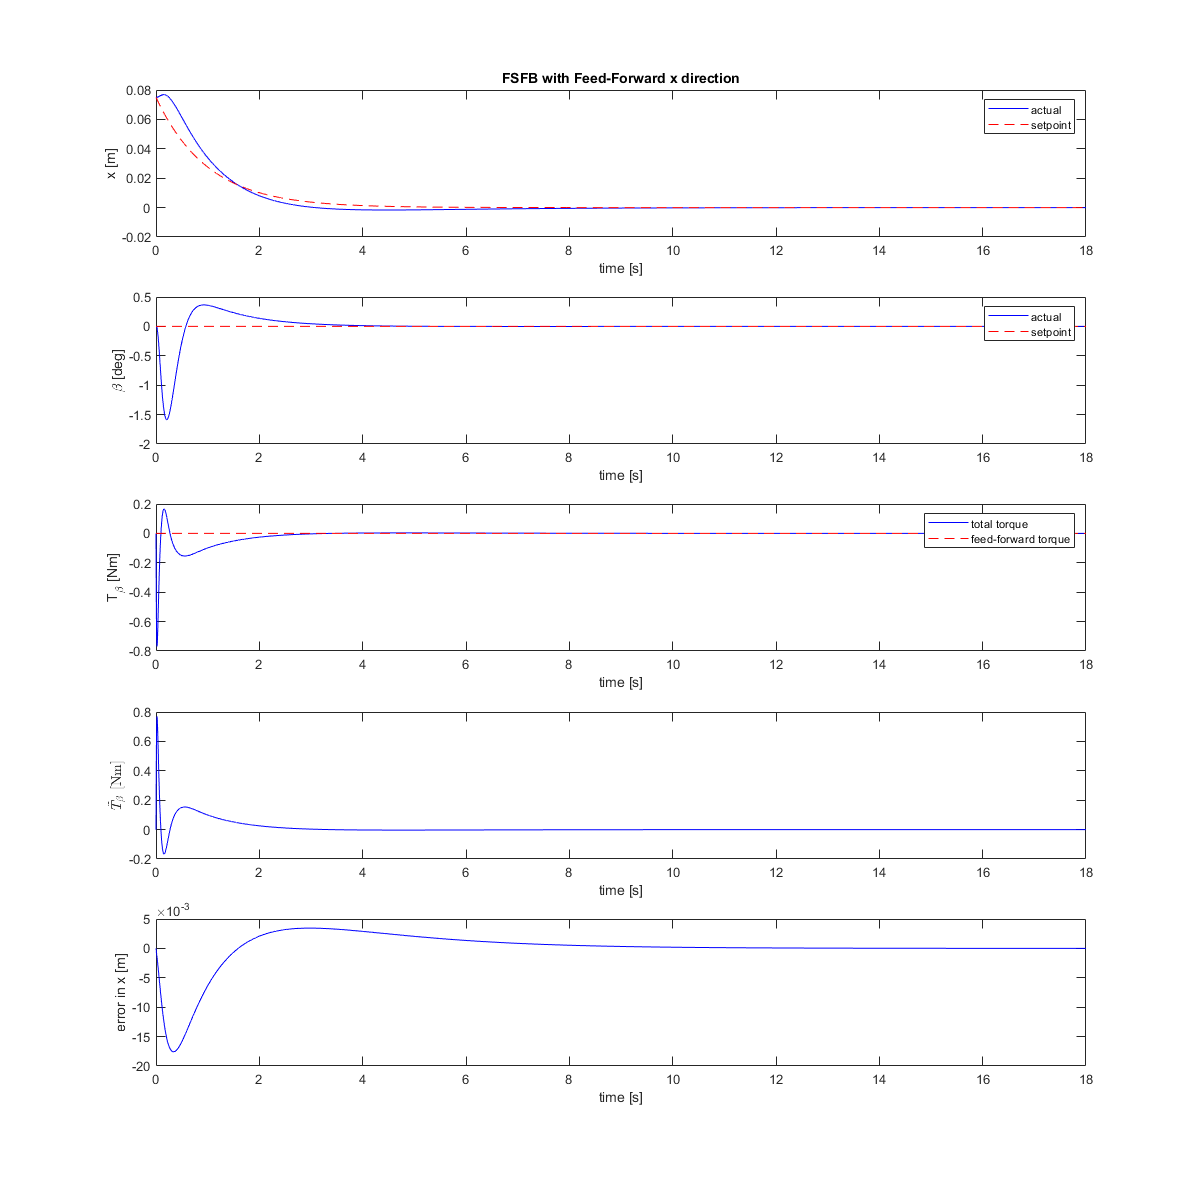 FSFB with Feed-Forward x direction
0.08
0.06
0.04
0.02
0
-0.02
x [m]
actual
setpoint
0 2 4 6 8 10 12 14 16 18
time [s]
0.5
0
-0.5
-1
-1.5
-2
β [deg]
actual
setpoint
0 2 4 6 8 10 12 14 16 18
time [s]
0.2
0
-0.2
-0.4
-0.6
-0.8
T_β [Nm]
total torque
feed-forward torque
0 2 4 6 8 10 12 14 16 18
time [s]
0.8
0.6
0.4
0.2
0
-0.2
[Nm]
0 2 4 6 8 10 12 14 16 18
time [s]
×10⁻³
5
0
-5
-10
-15
-20
error in x [m]
0 2 4 6 8 10 12 14 16 18
time [s]